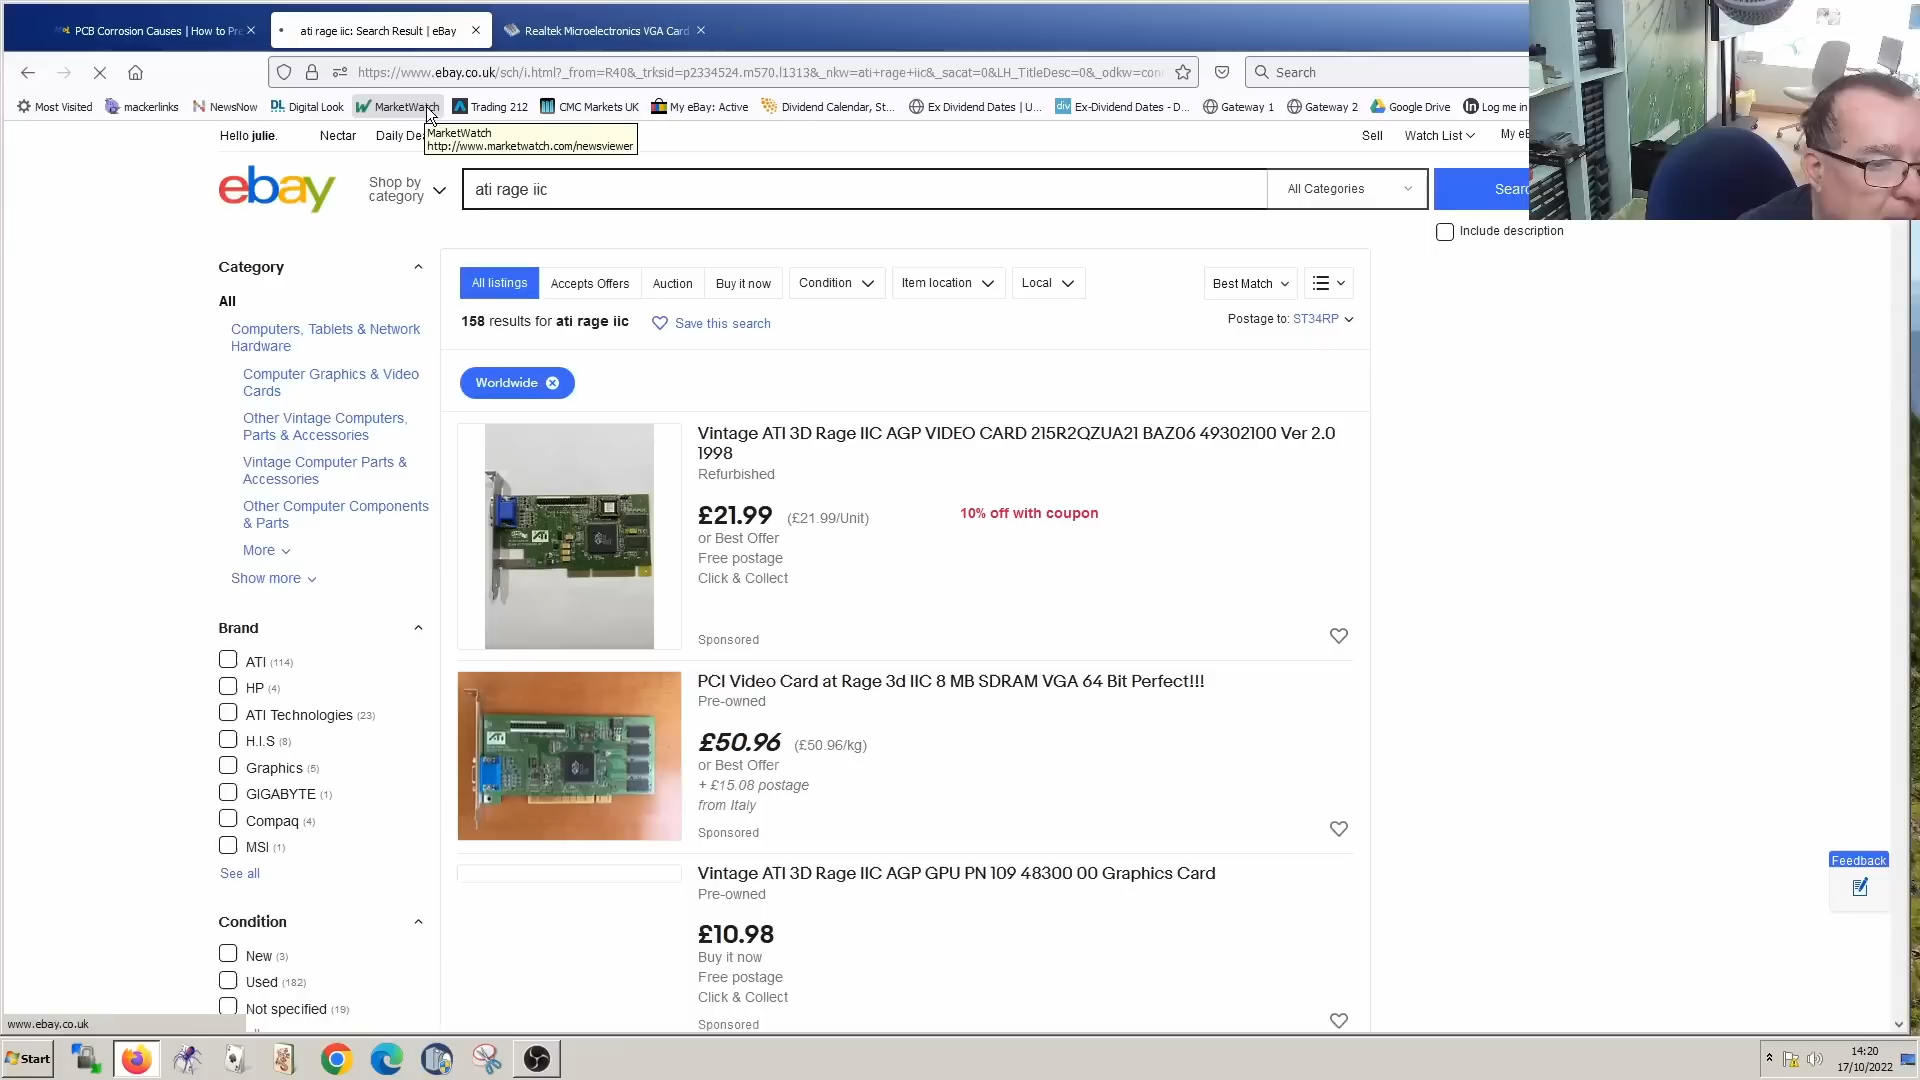 PCB Corrosion Causes | How to Pre
ati rage iic: Search Result | eBay
Realtek Microelectronics VGA Card
https://www.ebay.co.uk/sch/i.html?_from=R40&_trksid=p2334524.m570.l1313&_nkw=ati+rage+iic&_sacat=0&LH_TitleDesc=0&_odkw=con
Search
Most Visited
mackerlinks
NewsNow
DL Digital Look
MarketWatch
Trading 212
CMC Markets UK
My eBay: Active
Dividend Calendar, St...
Ex Dividend Dates | U...
div Ex-Dividend Dates - D...
Gateway 1
Gateway 2
Google Drive
Log me in
Hello julie.
Nectar
Daily De
MarketWatch
http://www.marketwatch.com/newsviewer
Sell
Watch List
My eB
ebay
Shop by
category
ati rage iic
All Categories
Searc
Include description
Category
All
Computers, Tablets & Network
Hardware
Computer Graphics & Video
Cards
Other Vintage Computers,
Parts & Accessories
Vintage Computer Parts &
Accessories
Other Computer Components
& Parts
More
Show more
Brand
ATI (114)
HP (4)
ATI Technologies (23)
H.I.S (8)
Graphics (5)
GIGABYTE (1)
Compaq (4)
MSI (1)
See all
Condition
New (3)
Used (182)
Not specified (19)
All listings
Accepts Offers
Auction
Buy it now
Condition
Item location
Local
Best Match
158 results for ati rage iic
Save this search
Postage to: ST34RP
Worldwide
Vintage ATI 3D Rage IIC AGP VIDEO CARD 215R2QZUA21 BAZ06 49302100 Ver 2.0
1998
Refurbished
£21.99 (£21.99/Unit)
10% off with coupon
or Best Offer
Free postage
Click & Collect
Sponsored
PCI Video Card at Rage 3d IIC 8 MB SDRAM VGA 64 Bit Perfect!!!
Pre-owned
£50.96 (£50.96/kg)
or Best Offer
+ £15.08 postage
from Italy
Sponsored
Vintage ATI 3D Rage IIC AGP GPU PN 109 48300 00 Graphics Card
Pre-owned
£10.98
Buy it now
Free postage
Click & Collect
Sponsored
Feedback
www.ebay.co.uk
Start
14:20
17/10/2022